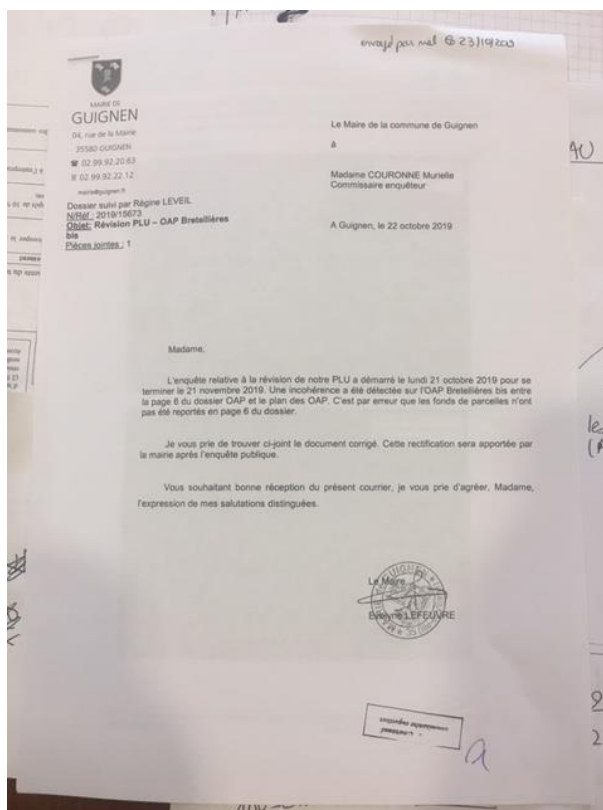 envoyé par mel
MAIRIE DE
GUIGNEN
04, rue de la Mairie
35580 GUIGNEN
☎ 02.99.92.20.63
02.99.92.22.12
mairie@guignen.fr
Dossier suivi par Régine LEVEIL
N/Réf : 2019/15673
Objet: Révision PLU – OAP Bretellières
bis
Pièces jointes : 1
Le Maire de la commune de Guignen
à
Madame COURONNE Murielle
Commissaire enquêteur
A Guignen, le 22 octobre 2019
Madame,
L'enquête relative à la révision de notre PLU a démarré le lundi 21 octobre 2019 pour se
terminer le 21 novembre 2019. Une incohérence a été détectée sur l'OAP Bretellières bis entre
la page 6 du dossier OAP et le plan des OAP. C'est par erreur que les fonds de parcelles n'ont
pas été reportés en page 6 du dossier.
Je vous prie de trouver ci-joint le document corrigé. Cette rectification sera apportée par
la mairie après l'enquête publique.
Vous souhaitant bonne réception du présent courrier, je vous prie d'agréer, Madame,
l'expression de mes salutations distinguées.
Le Maire
Evelyne LEFEUVRE